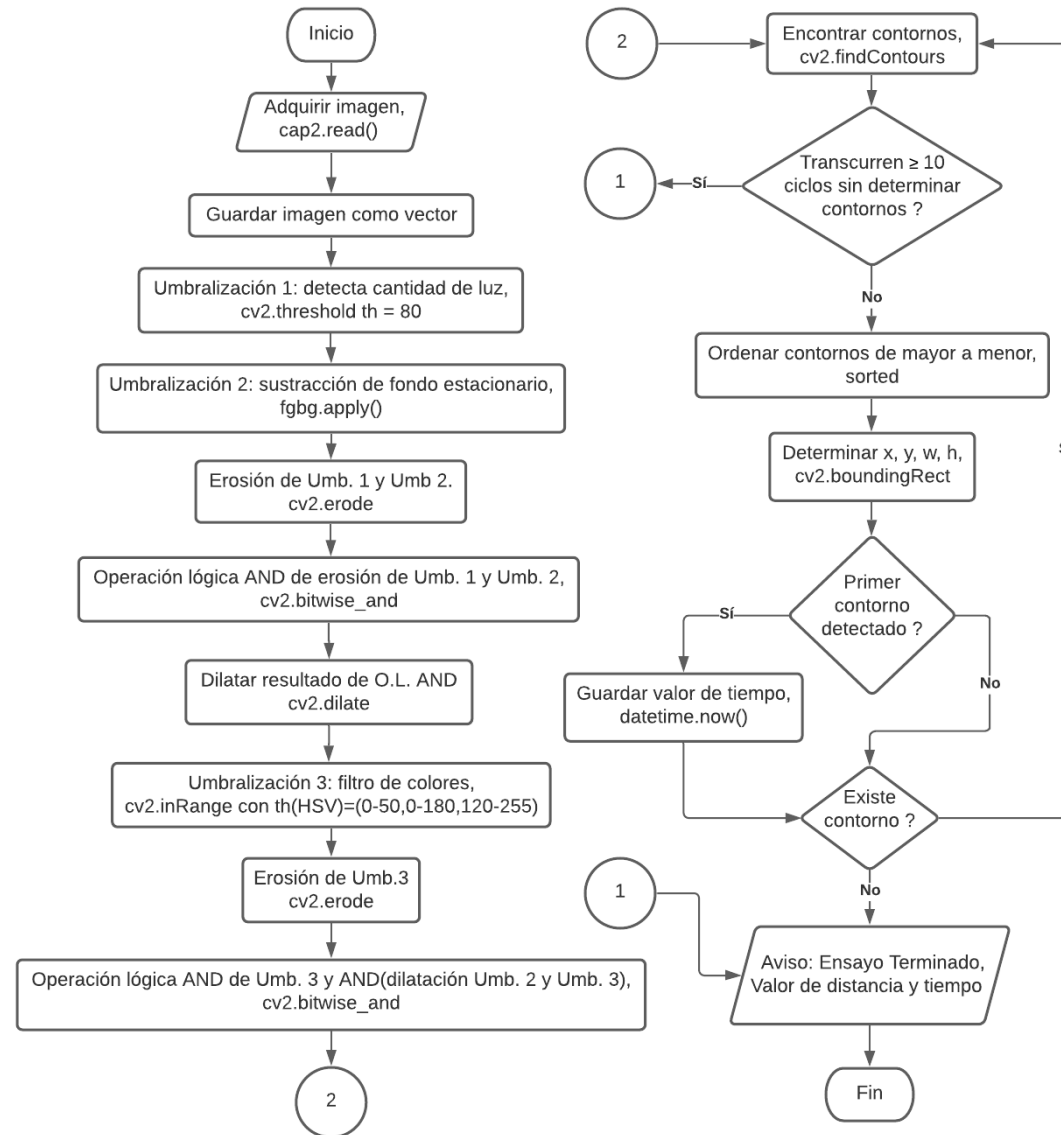 Inicio
Adquirir imagen,
cap2.read()
Guardar imagen como vector
Umbralización 1: detecta cantidad de luz,
cv2.threshold th = 80
Umbralización 2: sustracción de fondo estacionario,
fgbg.apply()
Erosión de Umb. 1 y Umb 2.
cv2.erode
Operación lógica AND de erosión de Umb. 1 y Umb. 2,
cv2.bitwise_and
Dilatar resultado de O.L. AND
cv2.dilate
Umbralización 3: filtro de colores,
cv2.inRange con th(HSV)=(0-50,0-180,120-255)
Erosión de Umb.3
cv2.erode
Operación lógica AND de Umb. 3 y AND(dilatación Umb. 2 y Umb. 3),
cv2.bitwise_and
2
2
Encontrar contornos,
cv2.findContours
Transcurren ≥ 10
ciclos sin determinar
contornos ?
Sí
1
No
Ordenar contornos de mayor a menor,
sorted
Determinar x, y, w, h,
cv2.boundingRect
Primer
contorno
detectado ?
Sí
No
Guardar valor de tiempo,
datetime.now()
Existe
contorno ?
No
1
Aviso: Ensayo Terminado,
Valor de distancia y tiempo
Fin